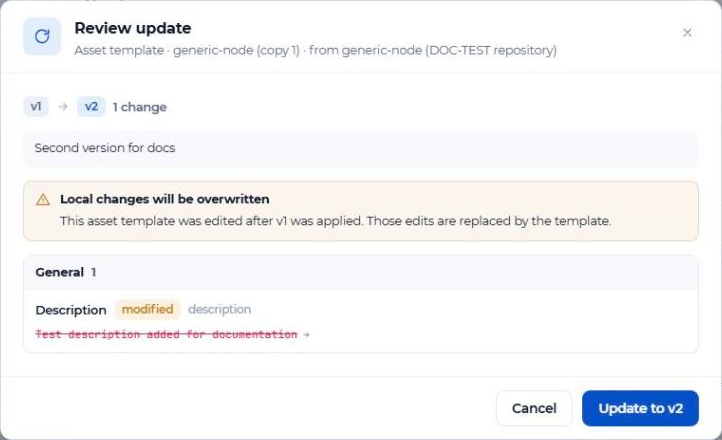 Review update
Asset template · generic-node (copy 1) · from generic-node (DOC-TEST repository)
v1 → v2 1 change
Second version for docs
Local changes will be overwritten
This asset template was edited after v1 was applied. Those edits are replaced by the template.
General 1
Description modified description
Test description added for documentation →
Cancel Update to v2